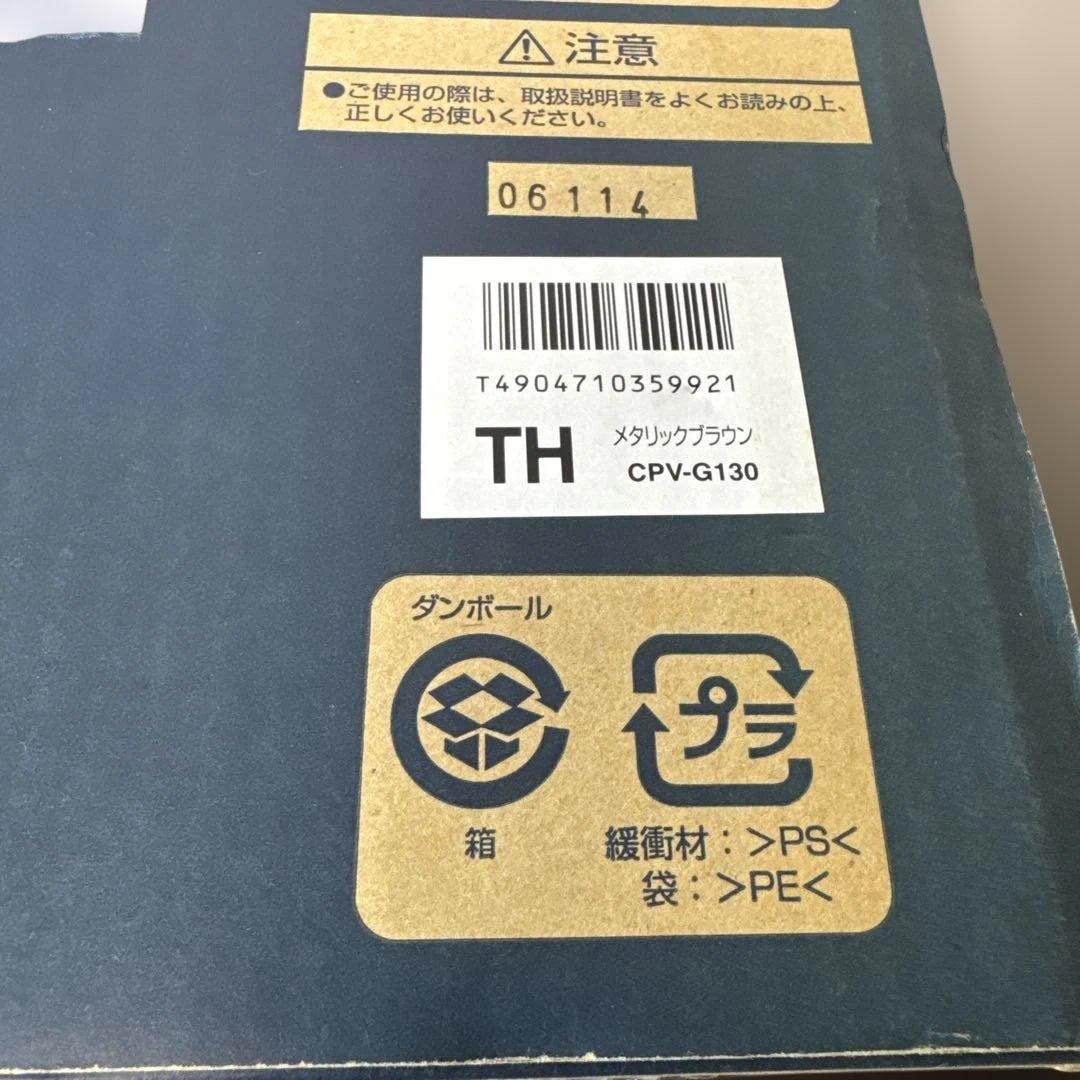 注意
●ご使用の際は、取扱説明書をよくお読みの上、
正しくお使いください。
06114
T4904710359921
TH メタリックブラウン
CPV-G130
ダンボール
プラ
箱
緩衝材：>PS<
袋：>PE<